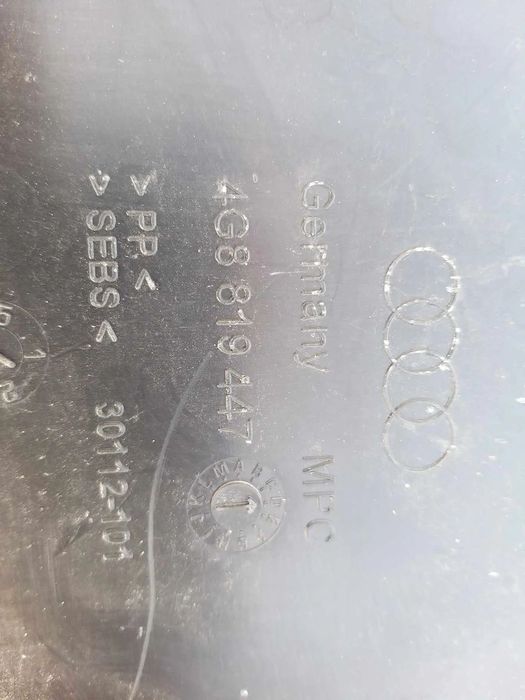 Germany MPC
4G8 819 447
>PP<
>SEBS< 30112-101